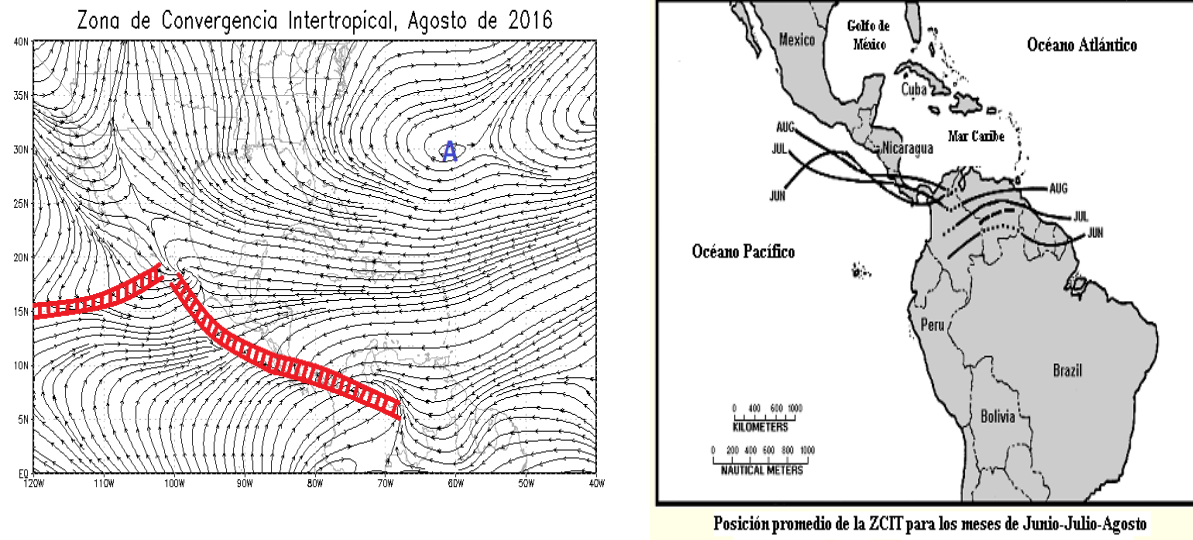 Zona de Convergencia Intertropical, Agosto de 2016
40N
35N
30N
25N
20N
15N
10N
5N
EQ
120W
110W
100W
90W
80W
70W
60W
50W
40W
A
Mexico
Golfo de
México
Océano Atlántico
Cuba
Mar Caribe
Nicaragua
AUG
JUL
JUN
AUG
JUL
JUN
Océano Pacífico
Peru
Brazil
Bolivia
0 200 400 600 1000
KILOMETERS
0 200 400 600 800 1000
NAUTICAL METERS
Posición promedio de la ZCIT para los meses de Junio-Julio-Agosto